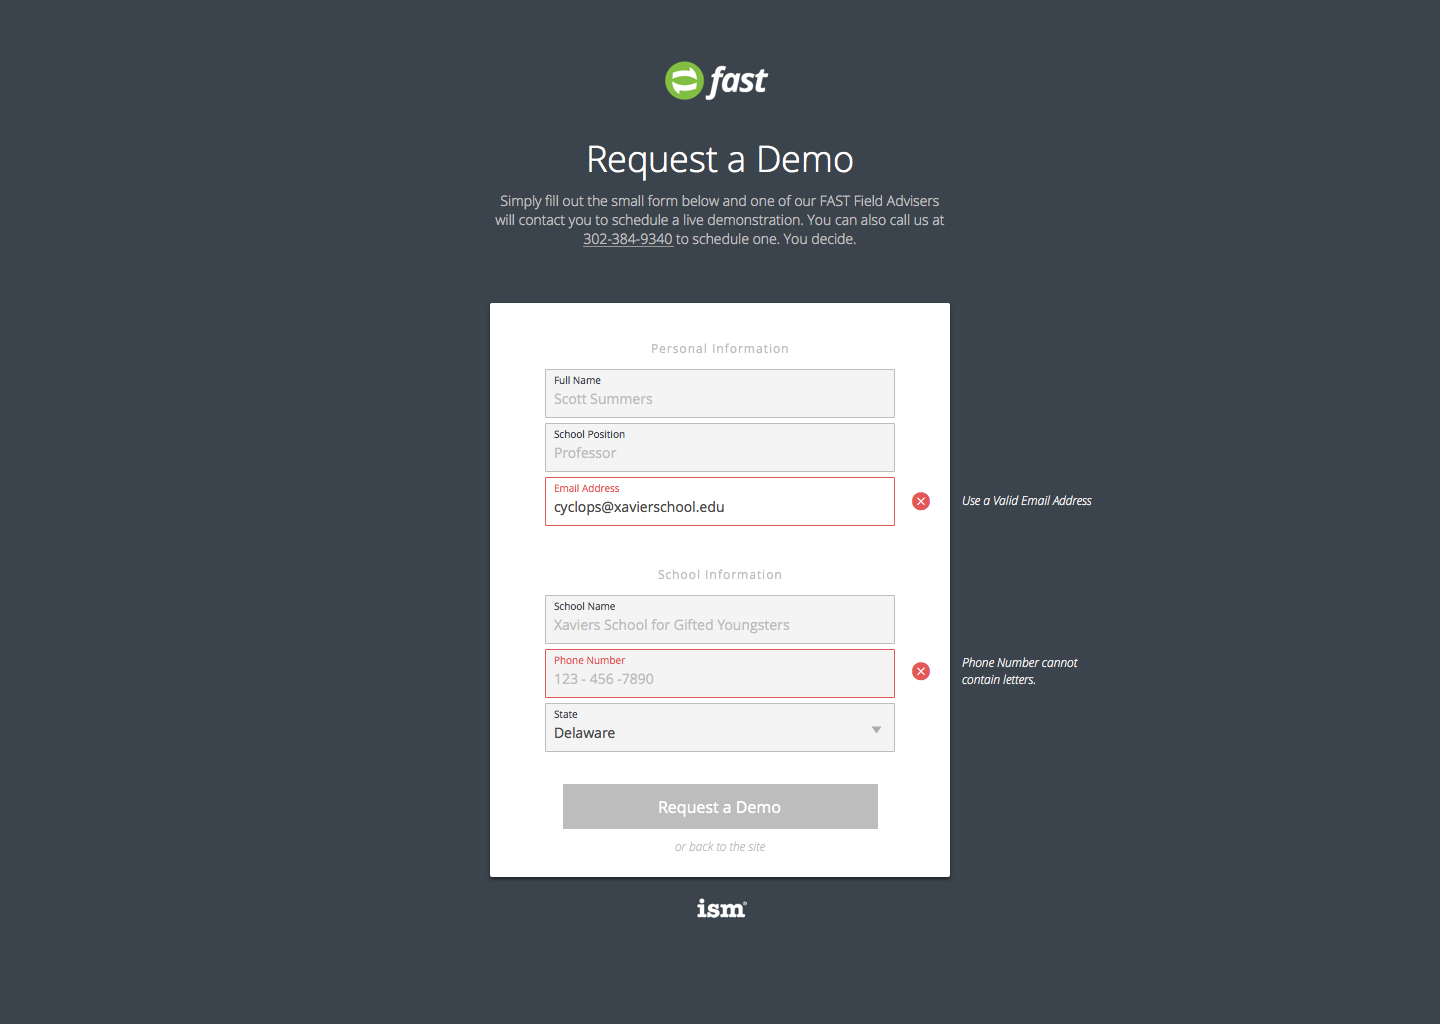 fast
Request a Demo
Simply fill out the small form below and one of our FAST Field Advisers
will contact you to schedule a live demonstration. You can also call us at
302-384-9340 to schedule one. You decide.
Personal Information
Full Name
Scott Summers
School Position
Professor
Email Address
cyclops@xavierschool.edu
Use a Valid Email Address
School Information
School Name
Xaviers School for Gifted Youngsters
Phone Number
123 - 456 -7890
Phone Number cannot
contain letters.
State
Delaware
Request a Demo
or back to the site
ism®